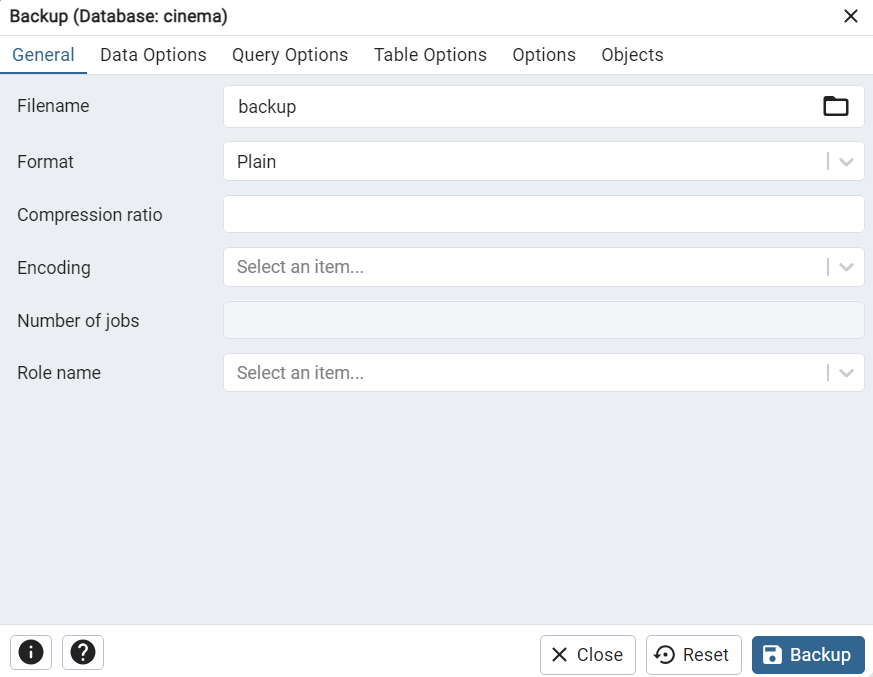 Backup (Database: cinema)
General Data Options Query Options Table Options Options Objects
Filename backup
Format Plain
Compression ratio
Encoding Select an item...
Number of jobs
Role name Select an item...
Close Reset Backup